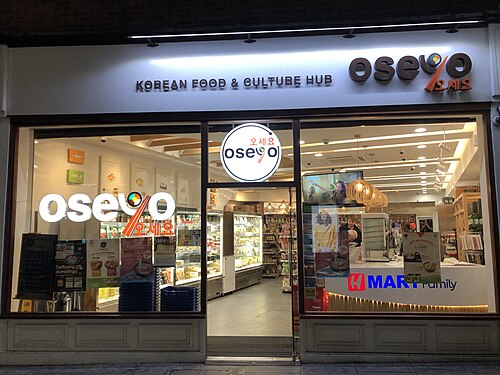 KOREAN FOOD & CULTURE HUB
oseyo
오세요
오세요
oseyo
oseyo
오세요
H MART Family